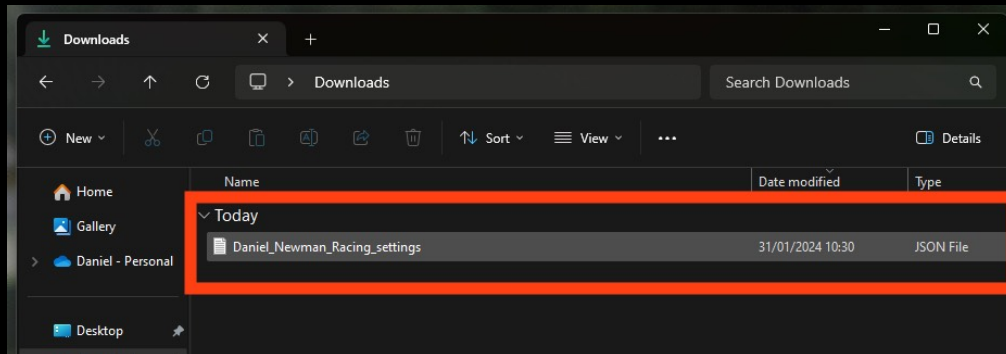 Downloads
Downloads
Search Downloads
New
Sort
View
Details
Home
Gallery
Daniel - Personal
Desktop
Name
Date modified
Type
Today
Daniel_Newman_Racing_settings
31/01/2024 10:30
JSON File